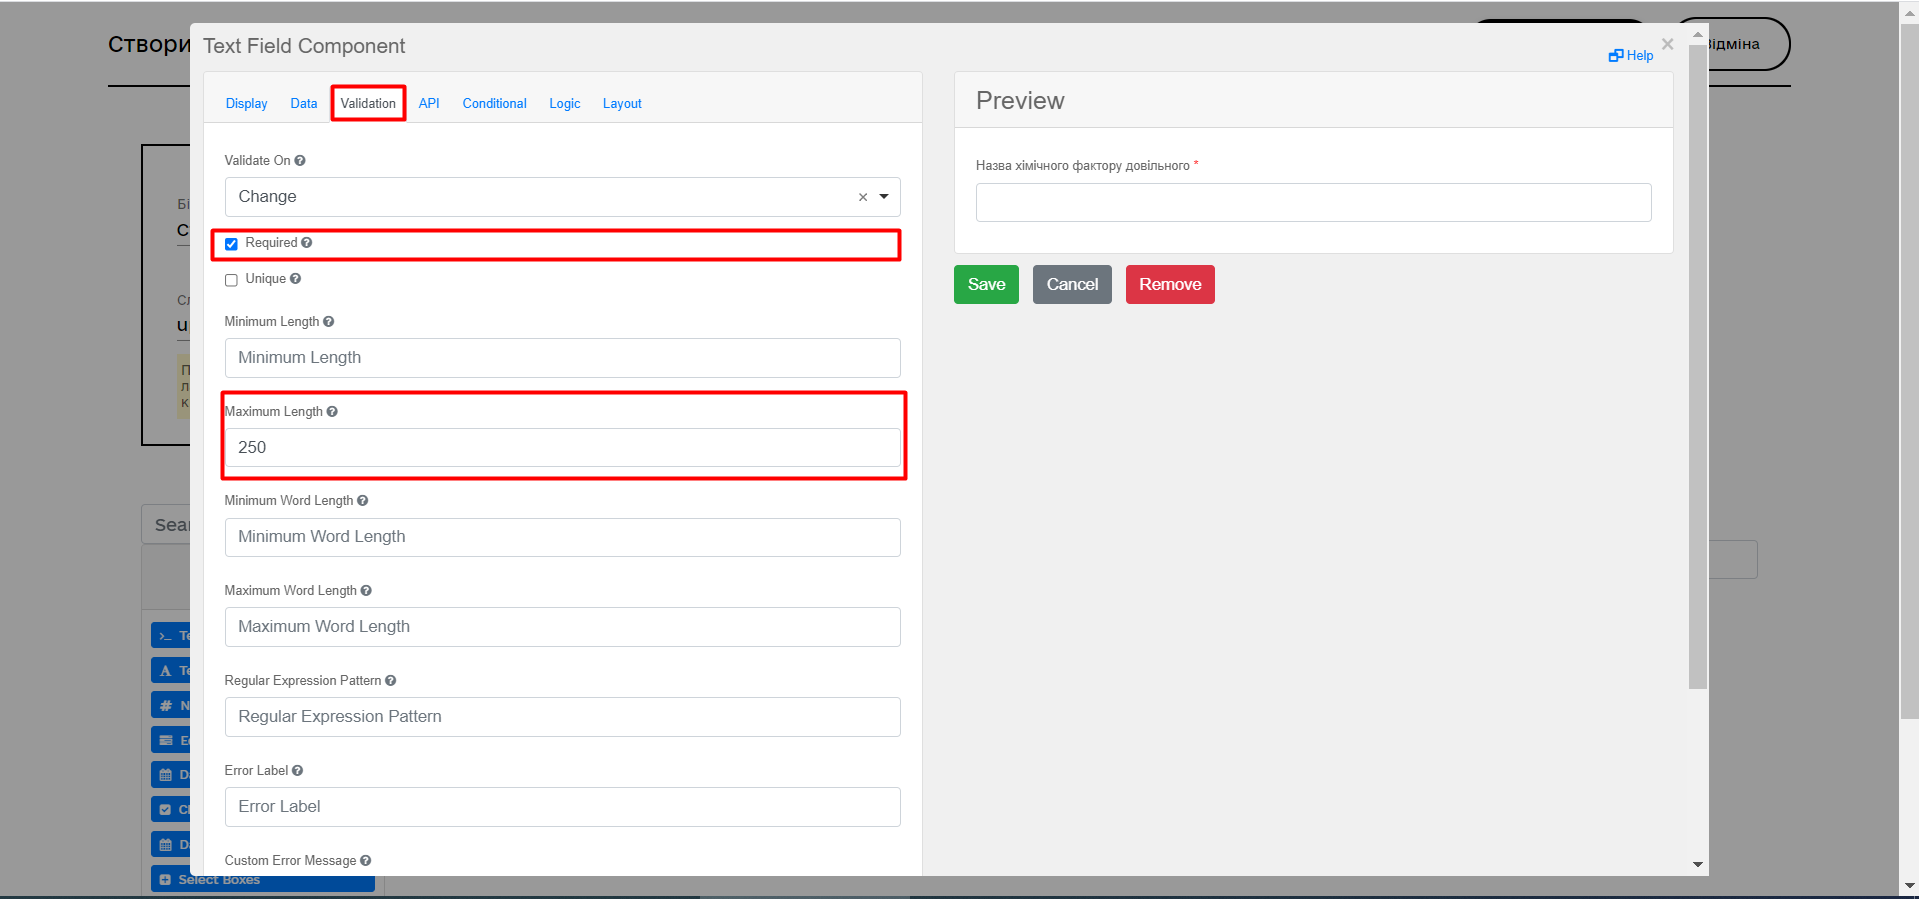 Text Field Component
Help
×
Display Data Validation API Conditional Logic Layout
Validate On
Change
Required
Unique
Minimum Length
Minimum Length
Maximum Length
250
Minimum Word Length
Minimum Word Length
Maximum Word Length
Maximum Word Length
Regular Expression Pattern
Regular Expression Pattern
Error Label
Error Label
Custom Error Message
Preview
Назва хімічного фактору довільного *
Save Cancel Remove
Select Boxes